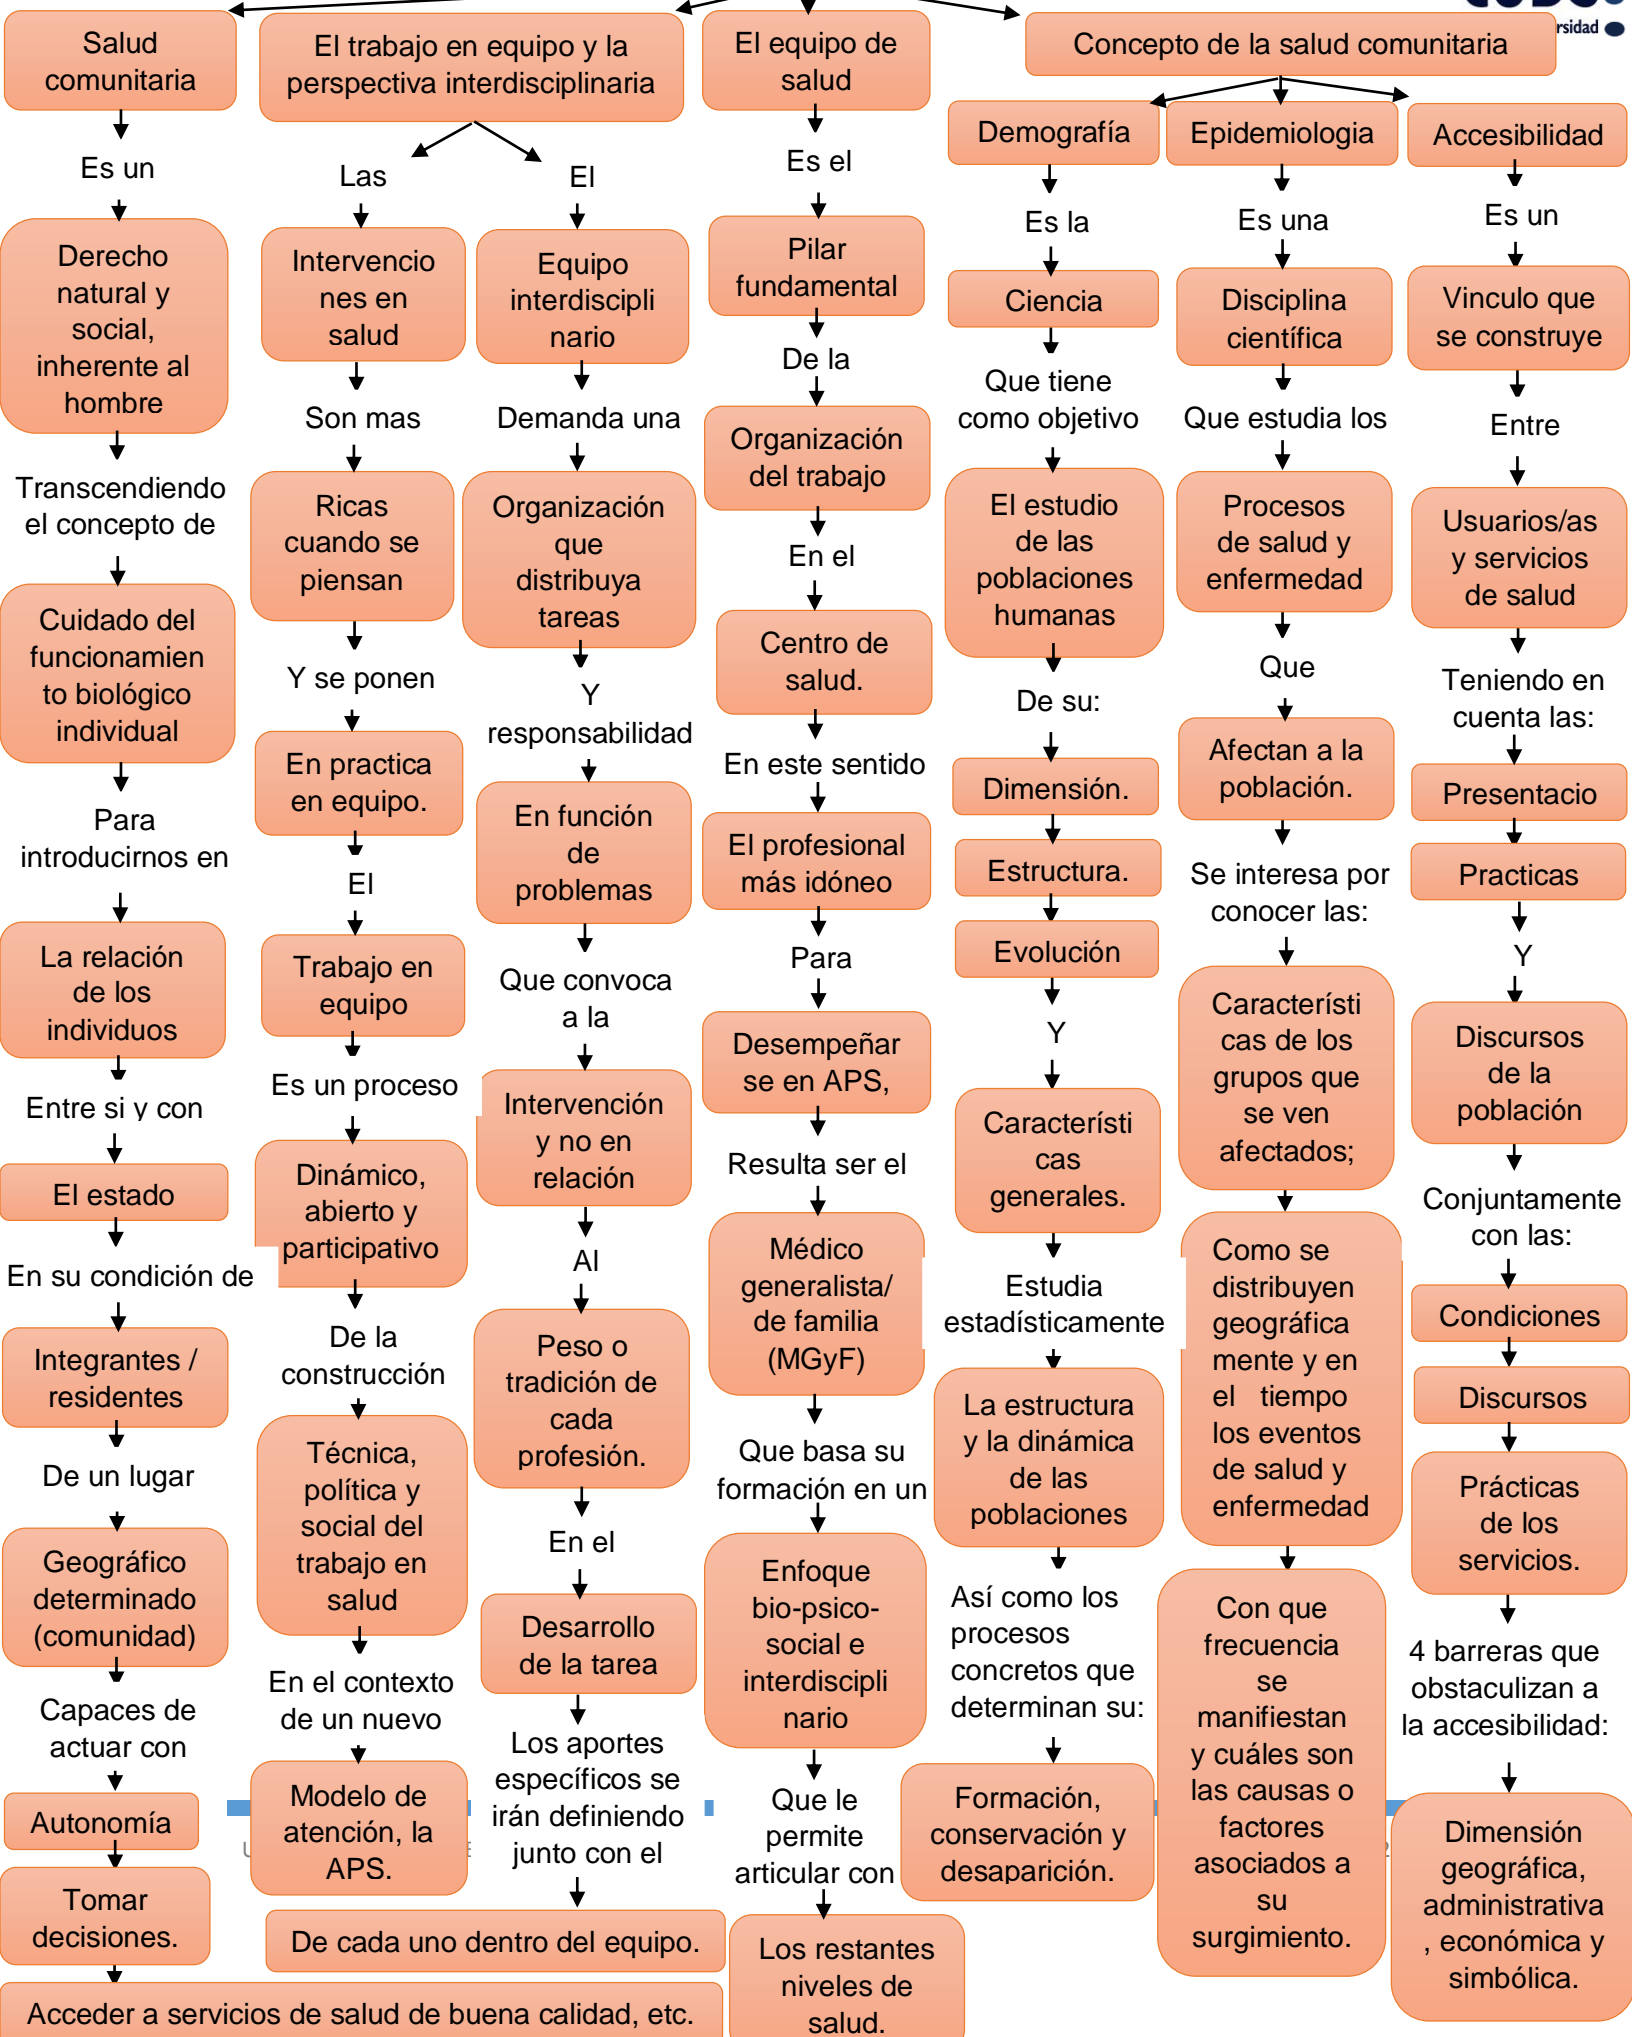 Salud
comunitaria
Es un
Derecho
natural y
social,
inherente al
hombre
Transcendiendo
el concepto de
Cuidado del
funcionamien
to biológico
individual
Para
introducirnos en
La relación
de los
individuos
Entre si y con
El estado
En su condición de
Integrantes /
residentes
De un lugar
Geográfico
determinado
(comunidad)
Capaces de
actuar con
Autonomía
Tomar
decisiones.
Acceder a servicios de salud de buena calidad, etc.
El trabajo en equipo y la
perspectiva interdisciplinaria
Las
Intervencio
nes en
salud
Son mas
Ricas
cuando se
piensan
Y se ponen
En practica
en equipo.
El
Trabajo en
equipo
Es un proceso
Dinámico,
abierto y
participativo
De la
construcción
Técnica,
política y
social del
trabajo en
salud
En el contexto
de un nuevo
Modelo de
atención, la
APS.
El
Equipo
interdiscipli
nario
Demanda una
Organización
que
distribuya
tareas
Y
responsabilidad
En función
de
problemas
Que convoca
a la
Intervención
y no en
relación
Al
Peso o
tradición de
cada
profesión.
En el
Desarrollo
de la tarea
Los aportes
específicos se
irán definiendo
junto con el
De cada uno dentro del equipo.
El equipo de
salud
Es el
Pilar
fundamental
De la
Organización
del trabajo
En el
Centro de
salud.
En este sentido
El profesional
más idóneo
Para
Desempeñar
se en APS,
Resulta ser el
Médico
generalista/
de familia
(MGyF)
Que basa su
formación en un
Enfoque
bio-psico-
social e
interdiscipli
nario
Que le
permite
articular con
Los restantes
niveles de
salud.
Concepto de la salud comunitaria
Demografía
Es la
Ciencia
Que tiene
como objetivo
El estudio
de las
poblaciones
humanas
De su:
Dimensión.
Estructura.
Evolución
Y
Característi
cas
generales.
Estudia
estadísticamente
La estructura
y la dinámica
de las
poblaciones
Así como los
procesos
concretos que
determinan su:
Formación,
conservación y
desaparición.
Epidemiologia
Es una
Disciplina
científica
Que estudia los
Procesos
de salud y
enfermedad
Que
Afectan a la
población.
Se interesa por
conocer las:
Característi
cas de los
grupos que
se ven
afectados;
Como se
distribuyen
geográfica
mente y en
el tiempo
los eventos
de salud y
enfermedad
Con que
frecuencia
se
manifiestan
y cuáles son
las causas o
factores
asociados a
su
surgimiento.
Accesibilidad
Es un
Vinculo que
se construye
Entre
Usuarios/as
y servicios
de salud
Teniendo en
cuenta las:
Presentacio
Practicas
Y
Discursos
de la
población
Conjuntamente
con las:
Condiciones
Discursos
Prácticas
de los
servicios.
4 barreras que
obstaculizan a
la accesibilidad:
Dimensión
geográfica,
administrativa
, económica y
simbólica.